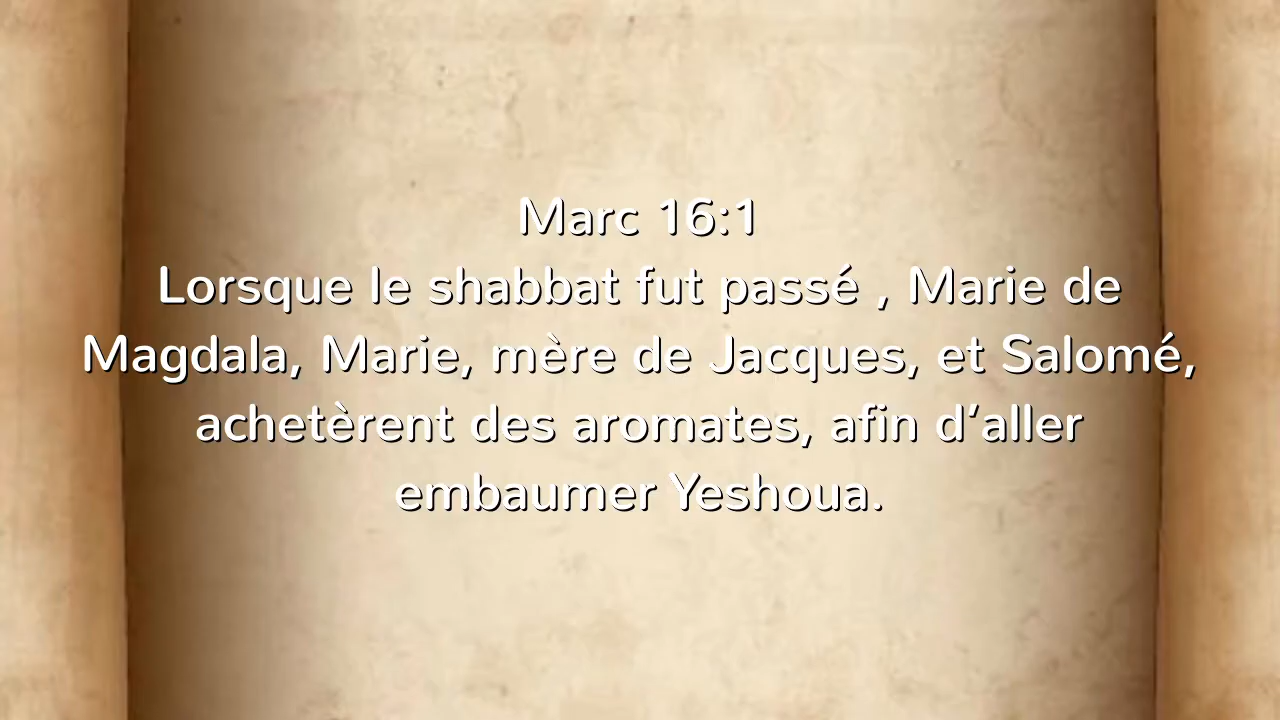 Marc 16:1
Lorsque le shabbat fut passé , Marie de
Magdala, Marie, mère de Jacques, et Salomé,
achetèrent des aromates, afin d’aller
embaumer Yeshoua.